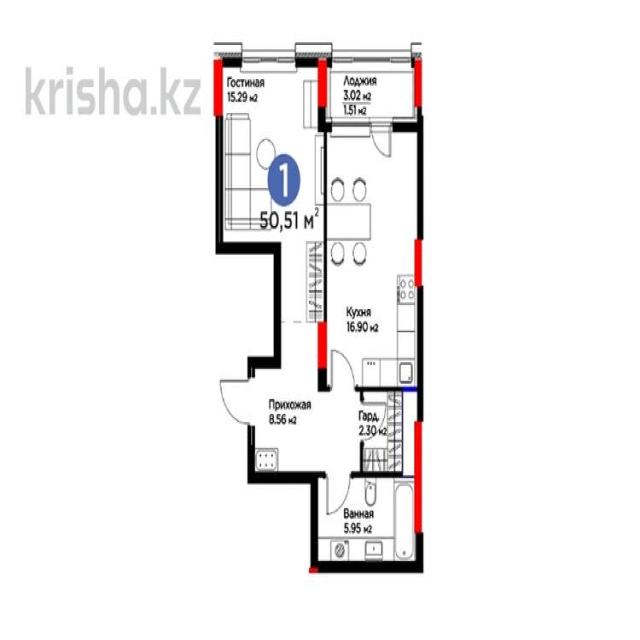 krisha.kz
Гостиная
15.29 м2
Лоджия
3.02 м2
1.51 м2
1
50,51 м2
Кухня
16.90 м2
Прихожая
8.56 м2
Гард.
2.30 м2
Ванная
5.95 м2